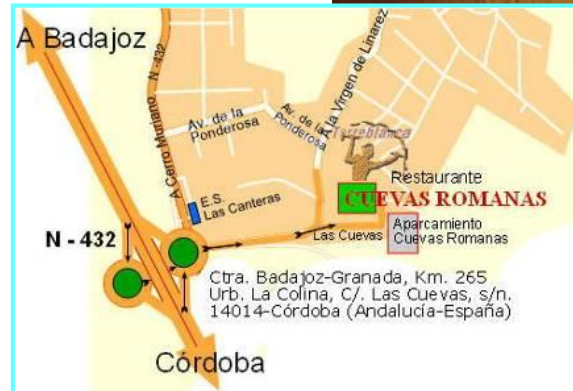 A Badajoz
N - 432
A Cerro Muriano
Av. de la
Ponderosa
Av. de la
Ponderosa
A la Virgen de Linarez
Torreblanca
E.S.
Las Canteras
Restaurante
CUEVAS ROMANAS
Las Cuevas
Aparcamiento
Cuevas Romanas
N - 432
Ctra. Badajoz-Granada, Km. 265
Urb. La Colina, C/. Las Cuevas, s/n.
14014-Córdoba (Andalucía-España)
Córdoba